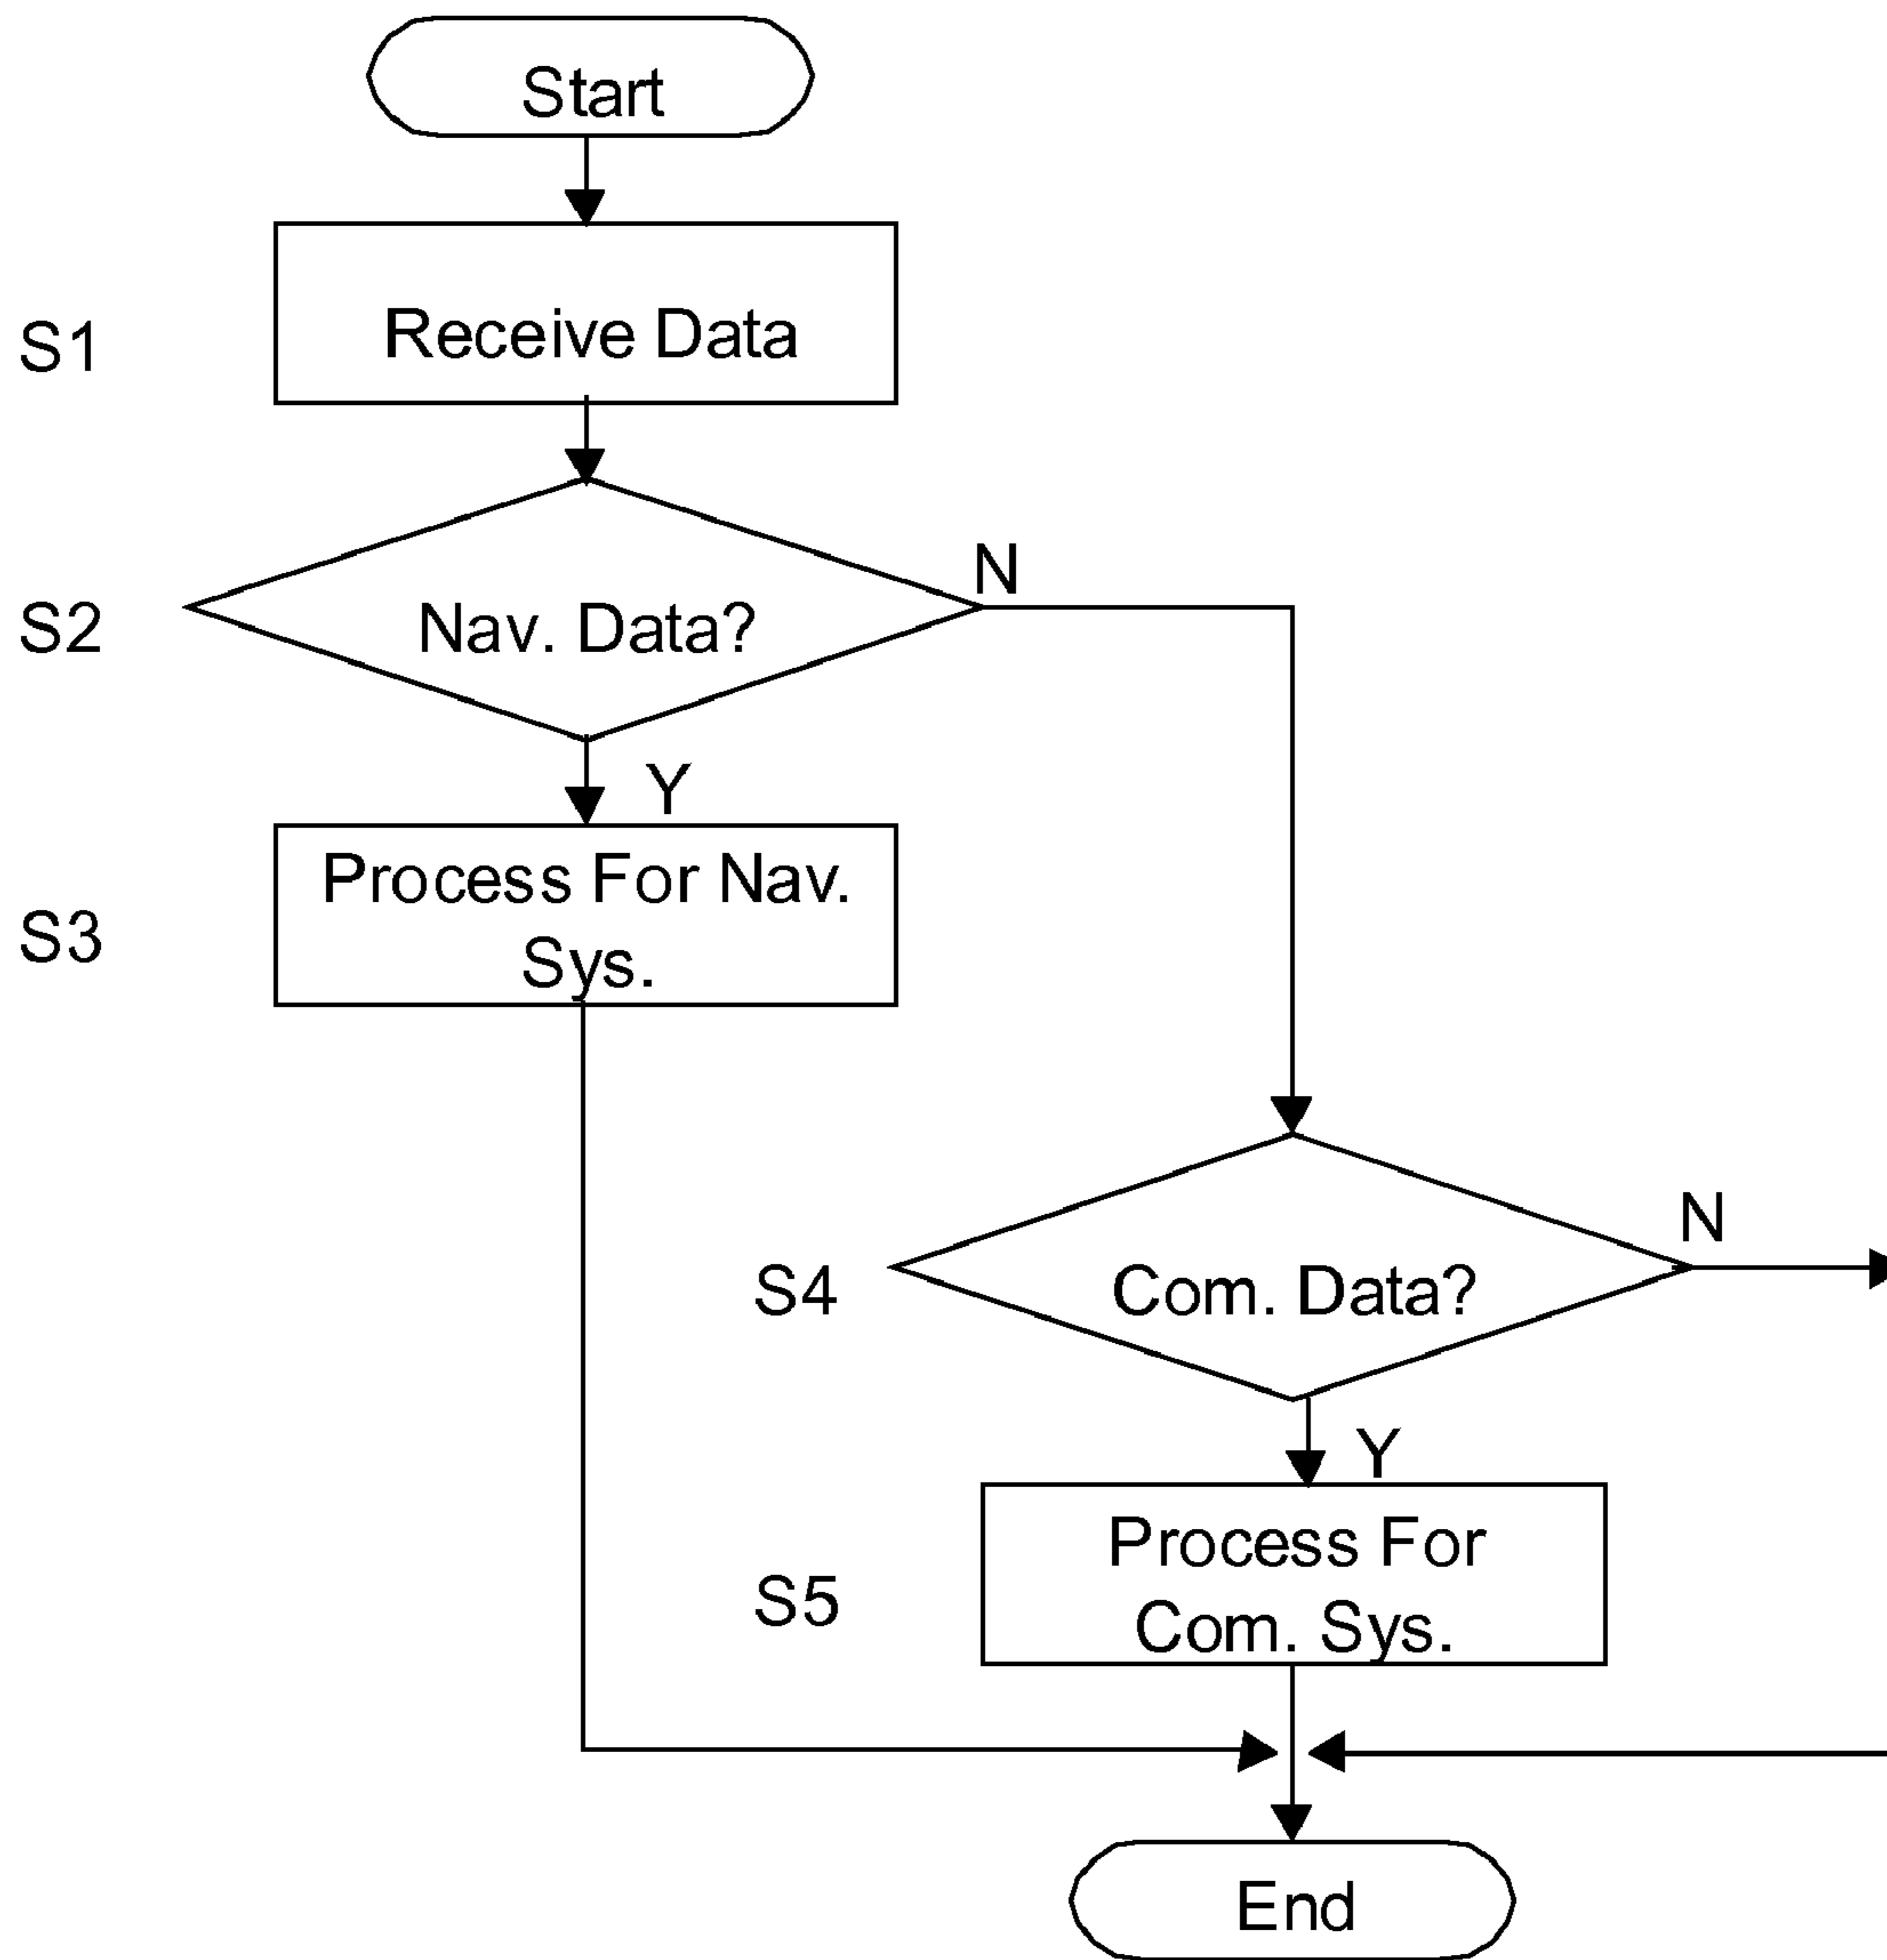 Start
S1
Receive Data
S2
Nav. Data?
N
Y
S3
Process For Nav.
Sys.
S4
Com. Data?
N
Y
S5
Process For
Com. Sys.
End